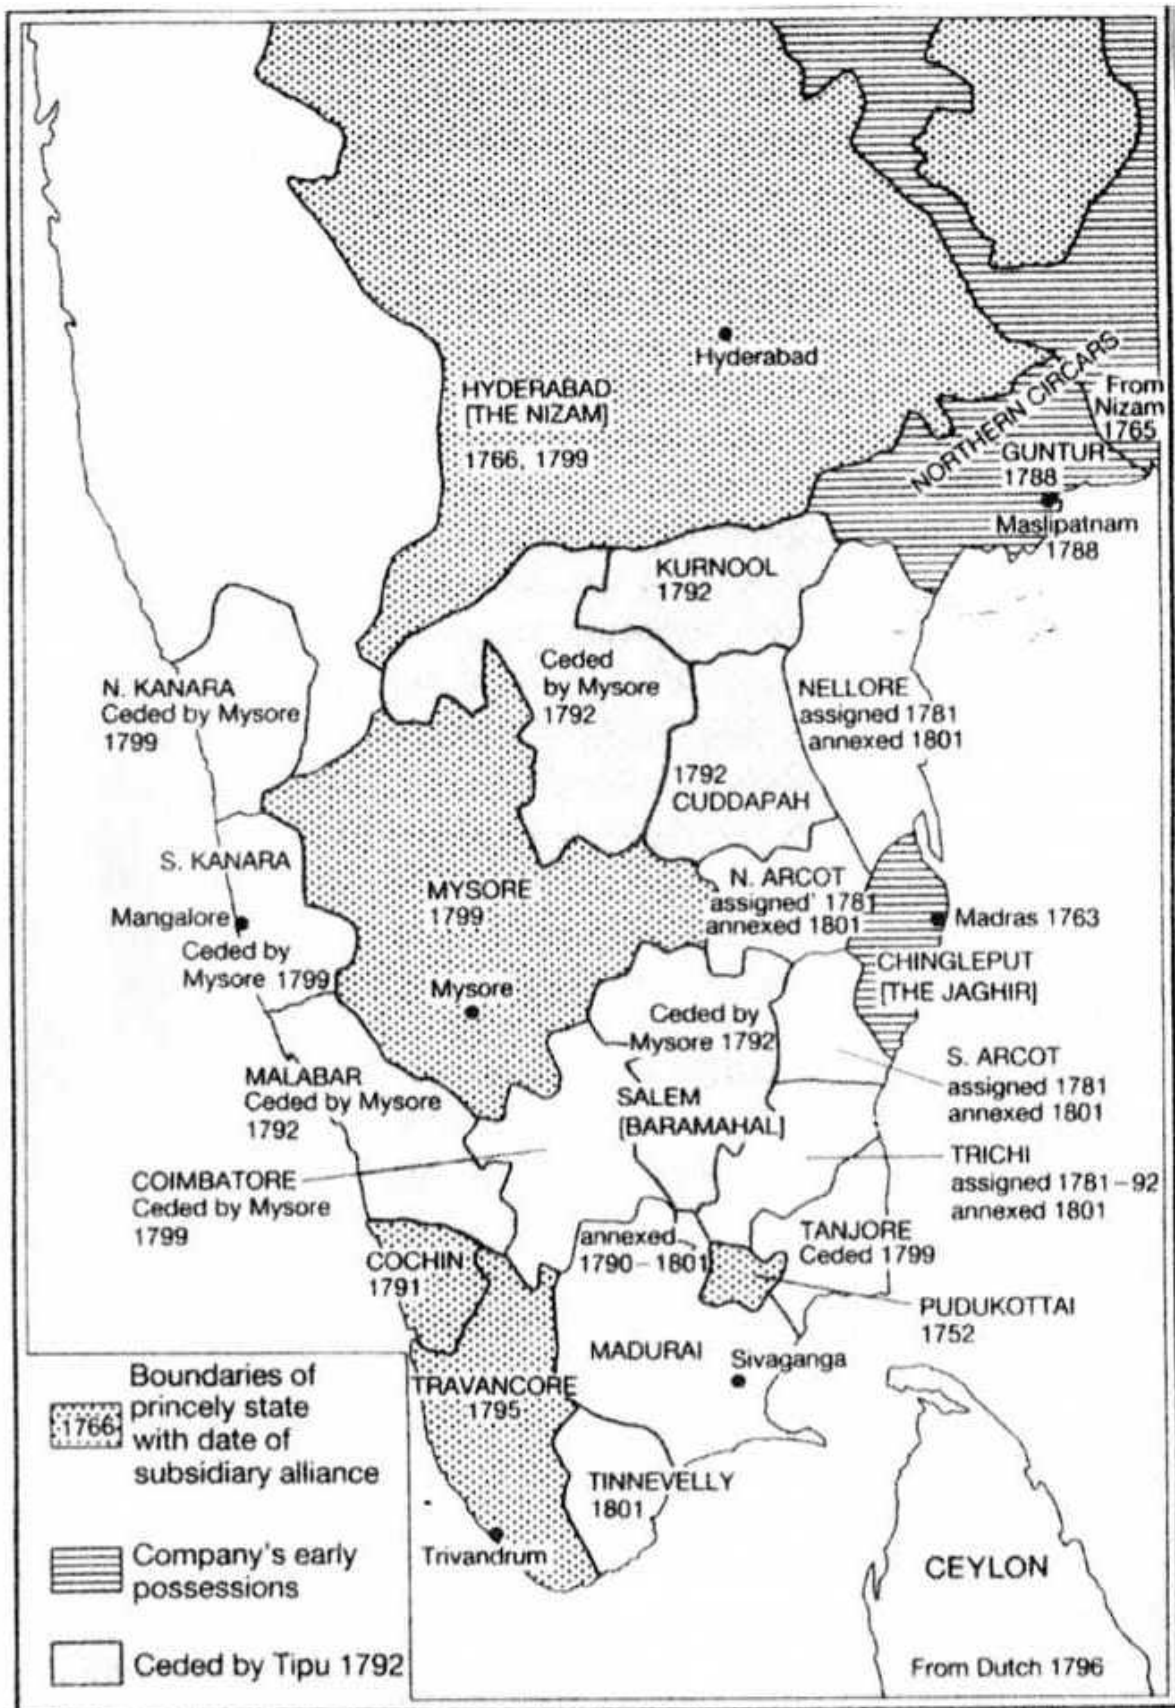 Hyderabad
HYDERABAD
[THE NIZAM]
1766, 1799
NORTHERN CIRCARS
From
Nizam
1765
GUNTUR
1788
Maslipatnam
1788
KURNOOL
1792
Ceded
by Mysore
1792
N. KANARA
Ceded by Mysore
1799
NELLORE
assigned 1781
annexed 1801
1792
CUDDAPAH
S. KANARA
Mangalore
Ceded by
Mysore 1799
MYSORE
1799
Mysore
N. ARCOT
assigned' 1781
annexed 1801
Madras 1763
CHINGLEPUT
[THE JAGHIR]
Ceded by
Mysore 1792
SALEM
[BARAMAHAL]
S. ARCOT
assigned 1781
annexed 1801
MALABAR
Ceded by Mysore
1792
COIMBATORE
Ceded by Mysore
1799
TRICHI
assigned 1781–92
annexed 1801
annexed
1790–1801
TANJORE
Ceded 1799
COCHIN
1791
PUDUKOTTAI
1752
MADURAI
Sivaganga
TRAVANCORE
1795
TINNEVELLY
1801
Trivandrum
CEYLON
From Dutch 1796
1766
Boundaries of
princely state
with date of
subsidiary alliance
Company's early
possessions
Ceded by Tipu 1792